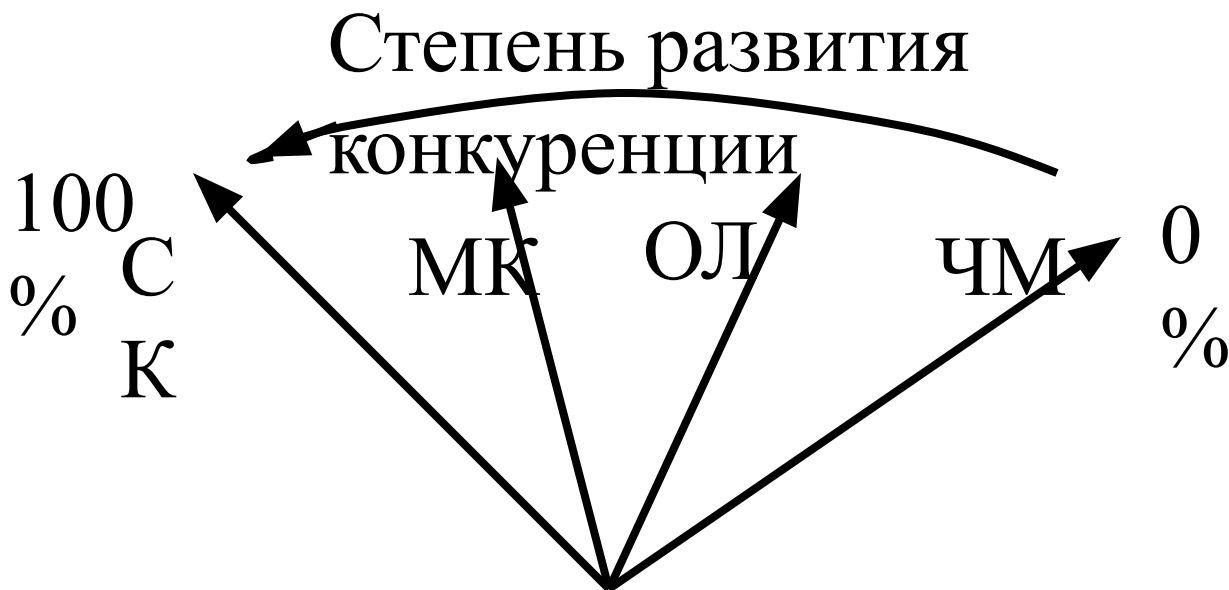 Степень развития
конкуренции
100
%
С
К
МК
ОЛ
ЧМ
0
%